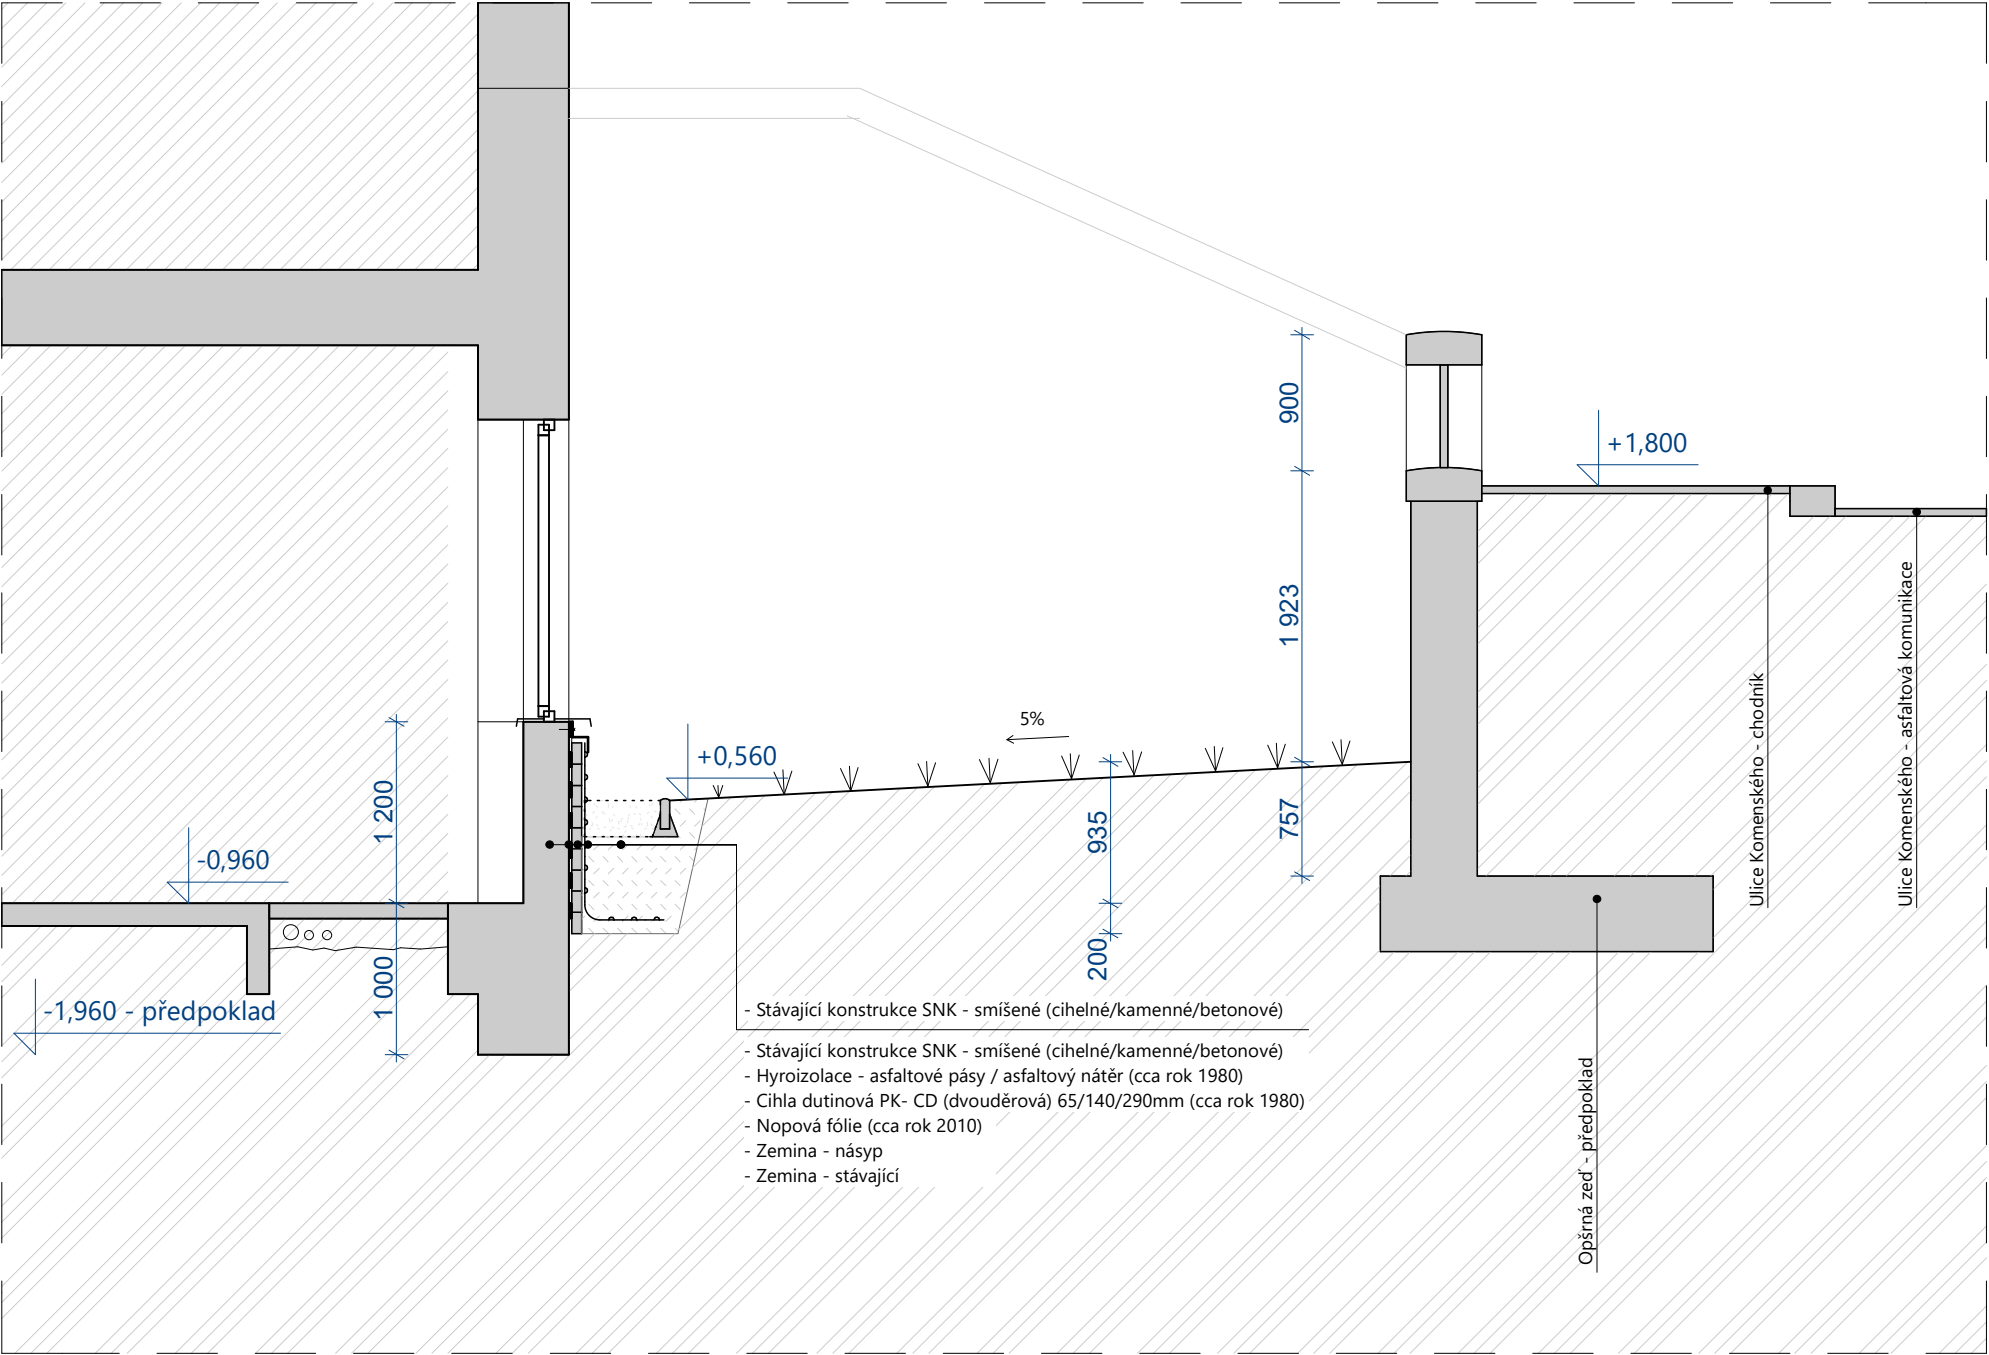 900
+1,800
1 923
5%
+0,560
1 200
935
757
-0,960
200
1 000
-1,960 - předpoklad
Ulice Komenského - chodník
Ulice Komenského - asfaltová komunikace
Opšrná zeď - předpoklad
- Stávající konstrukce SNK - smíšené (cihelné/kamenné/betonové)
- Stávající konstrukce SNK - smíšené (cihelné/kamenné/betonové)
- Hyroizolace - asfaltové pásy / asfaltový nátěr (cca rok 1980)
- Cihla dutinová PK- CD (dvouděrová) 65/140/290mm (cca rok 1980)
- Nopová fólie (cca rok 2010)
- Zemina - násyp
- Zemina - stávající